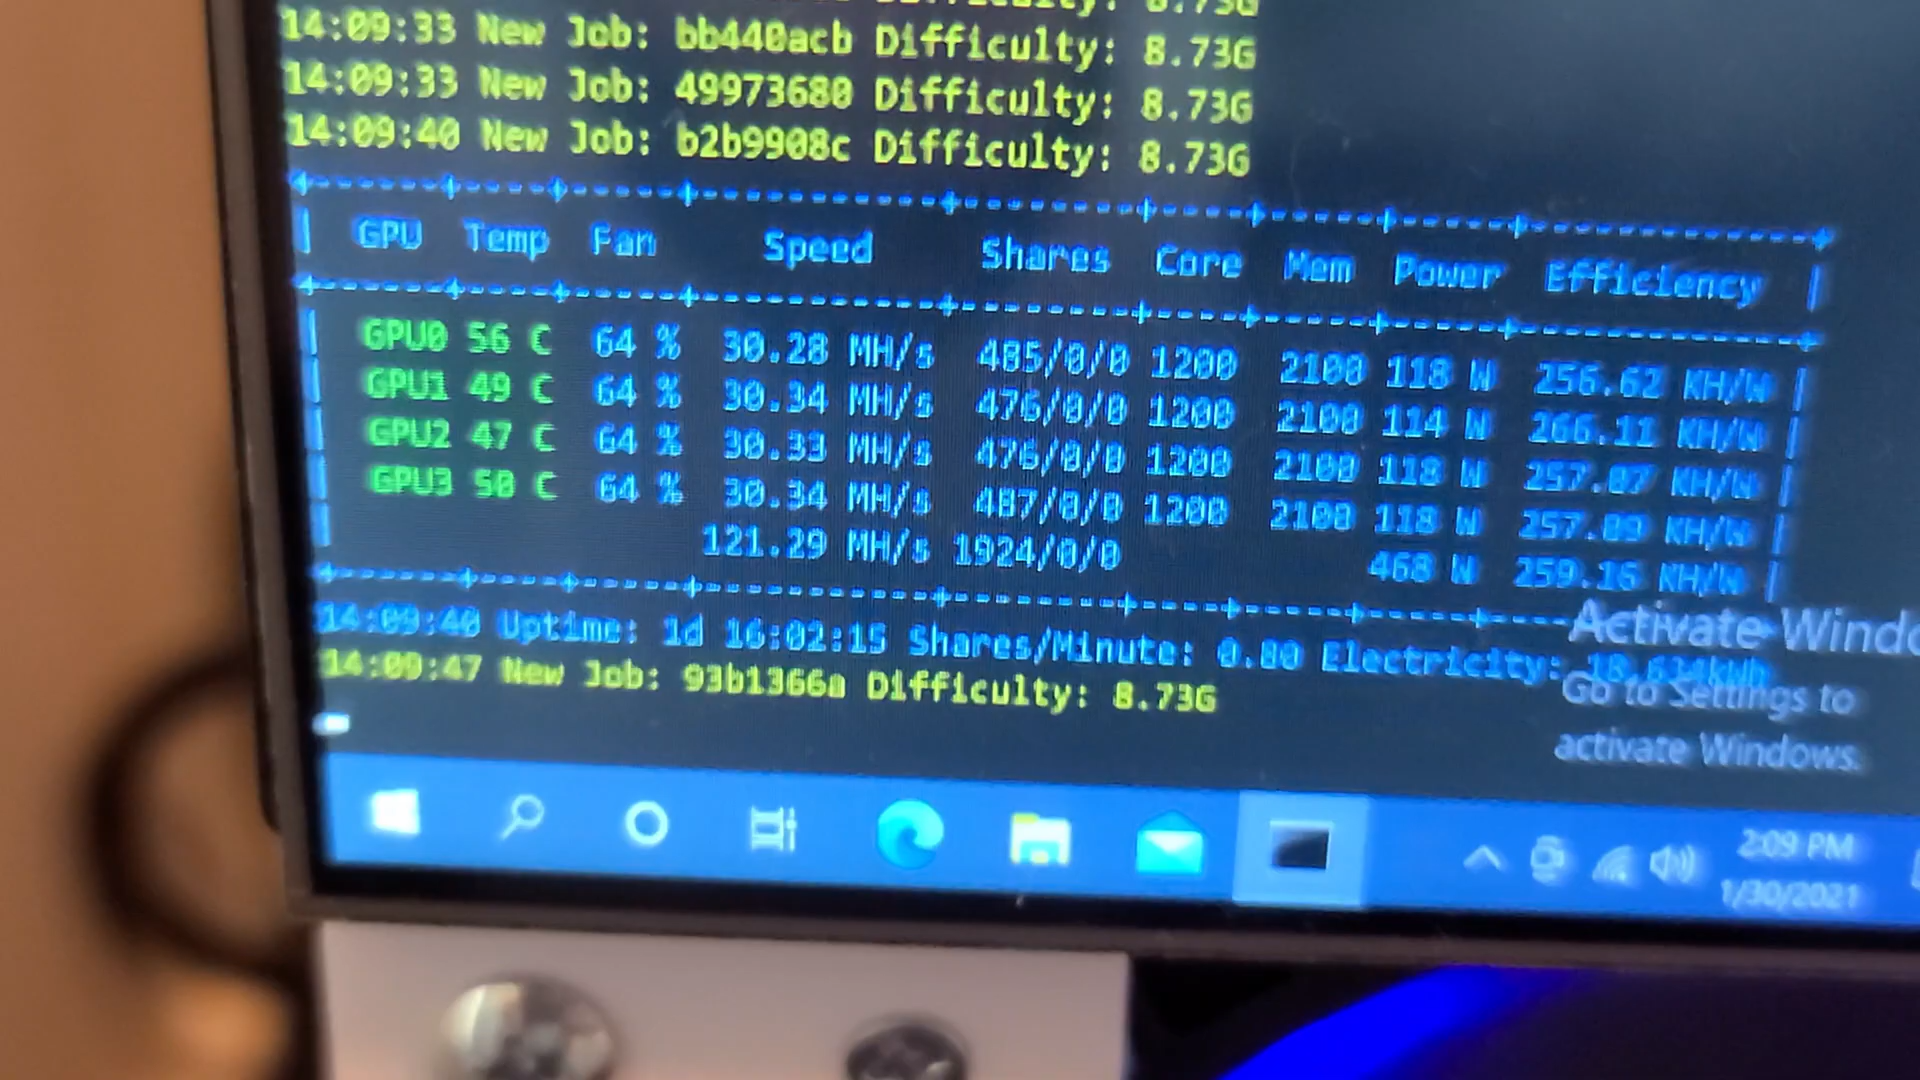 Difficulty: 8.73G
14:09:33 New Job: bb440acb Difficulty: 8.73G
14:09:33 New Job: 49973680 Difficulty: 8.73G
14:09:40 New Job: b2b9908c Difficulty: 8.73G
GPU Temp Fan Speed Shares Core Mem Power Efficiency
GPU0 56 C 64 % 30.28 MH/s 485/0/0 1200 2100 118 W 256.62 KH/W
GPU1 49 C 64 % 30.34 MH/s 476/0/0 1200 2100 114 W 266.11 KH/W
GPU2 47 C 64 % 30.33 MH/s 476/0/0 1200 2100 118 W 257.07 KH/W
GPU3 50 C 64 % 30.34 MH/s 487/0/0 1200 2100 118 W 257.09 KH/W
121.29 MH/s 1924/0/0 468 W 259.16 KH/W
14:09:40 Uptime: 1d 16:02:15 Shares/Minute: 0.80 Electricity: 18.634kWh
14:09:47 New Job: 93b1366a Difficulty: 8.73G
Activate Windo
Go to Settings to
activate Windows.
2:09 PM
1/30/2021